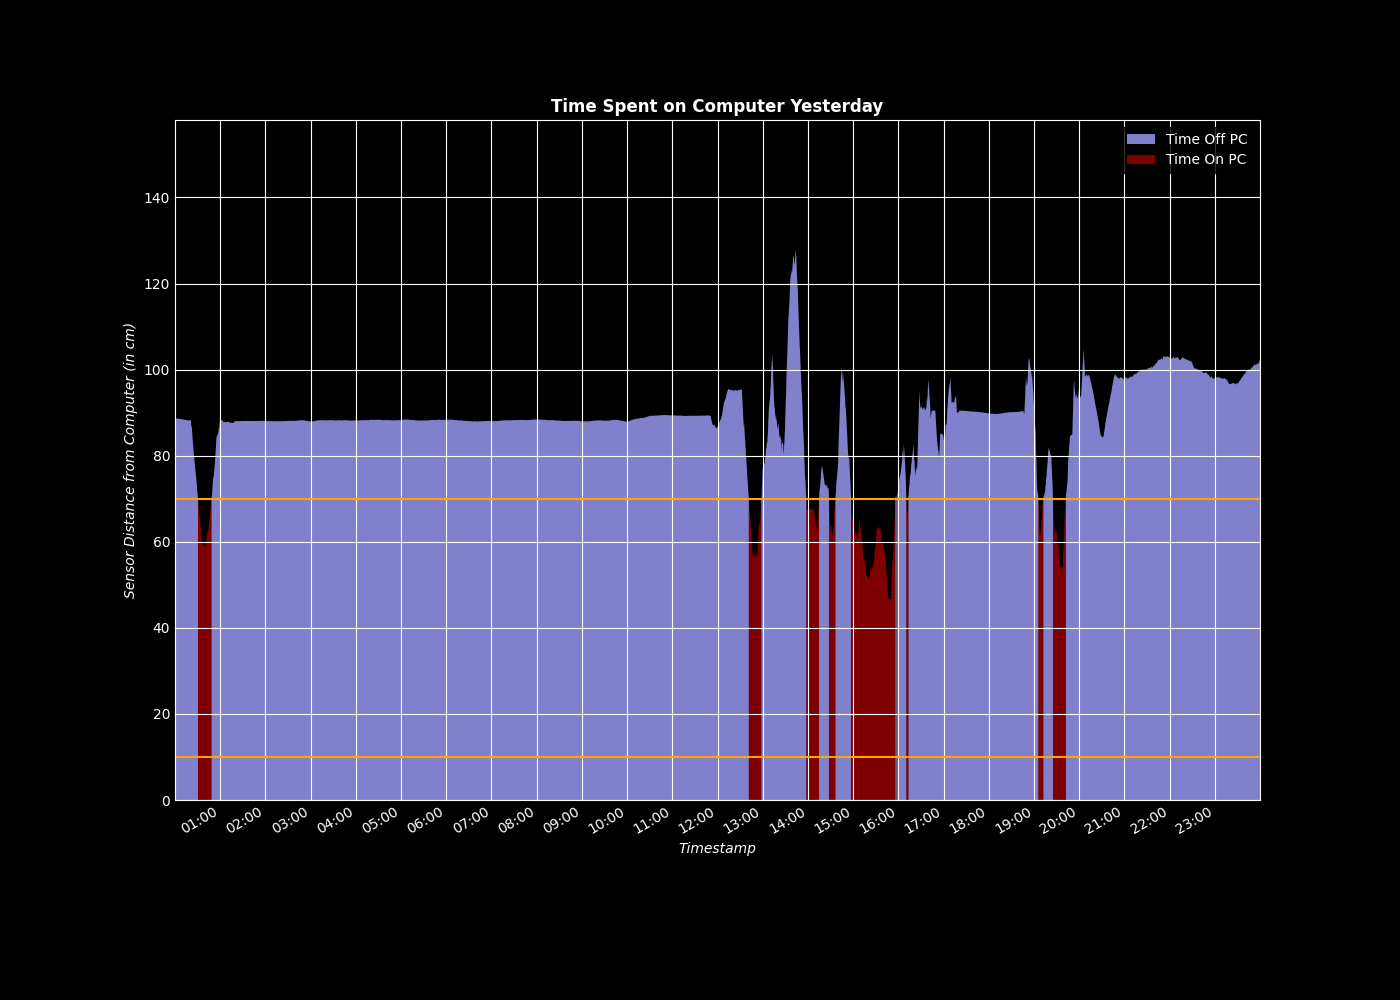 Time Spent on Computer Yesterday
Time Off PC
Time On PC
140
120
100
80
60
40
20
0
Sensor Distance from Computer (in cm)
01:00 02:00 03:00 04:00 05:00 06:00 07:00 08:00 09:00 10:00 11:00 12:00 13:00 14:00 15:00 16:00 17:00 18:00 19:00 20:00 21:00 22:00 23:00
Timestamp